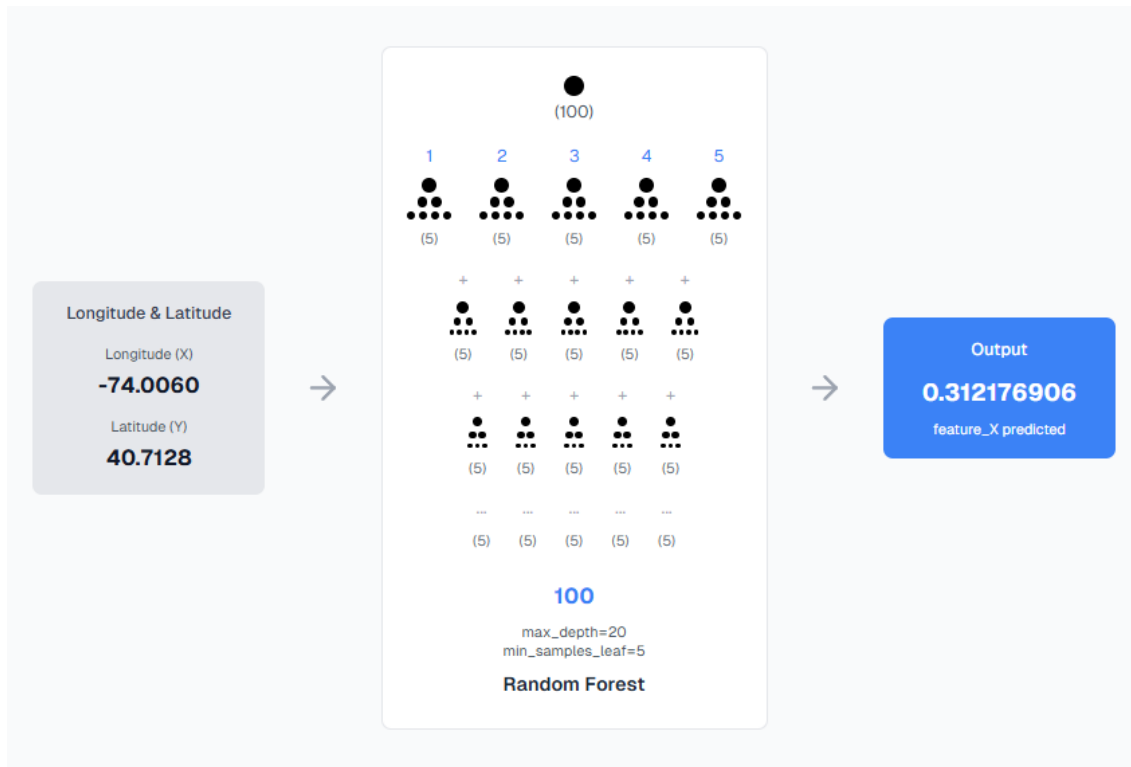 (100)
1 2 3 4 5
(5) (5) (5) (5) (5)
+ + + + +
(5) (5) (5) (5) (5)
+ + + + +
(5) (5) (5) (5) (5)
... ... ... ... ...
(5) (5) (5) (5) (5)
100
max_depth=20
min_samples_leaf=5
Random Forest
Longitude & Latitude
Longitude (X)
-74.0060
Latitude (Y)
40.7128
Output
0.312176906
feature_X predicted